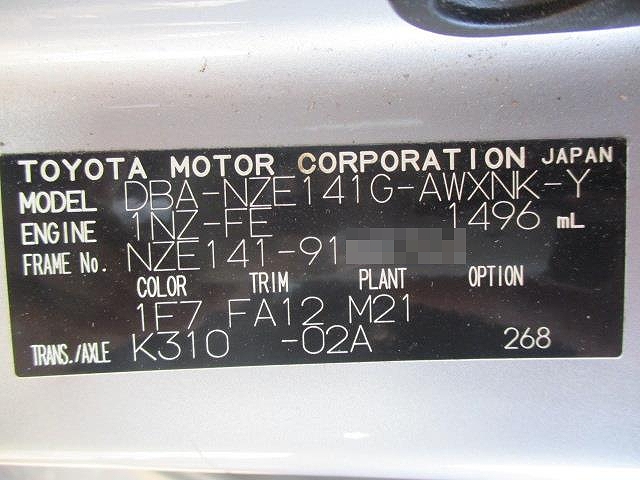 TOYOTA MOTOR CORPORATION JAPAN
MODEL DBA-NZE141G-AWXNK-Y
ENGINE 1NZ-FE 1496 mL
FRAME No. NZE141-91
COLOR TRIM PLANT OPTION
1E7 FA12 M21
TRANS./AXLE K310 -02A 268